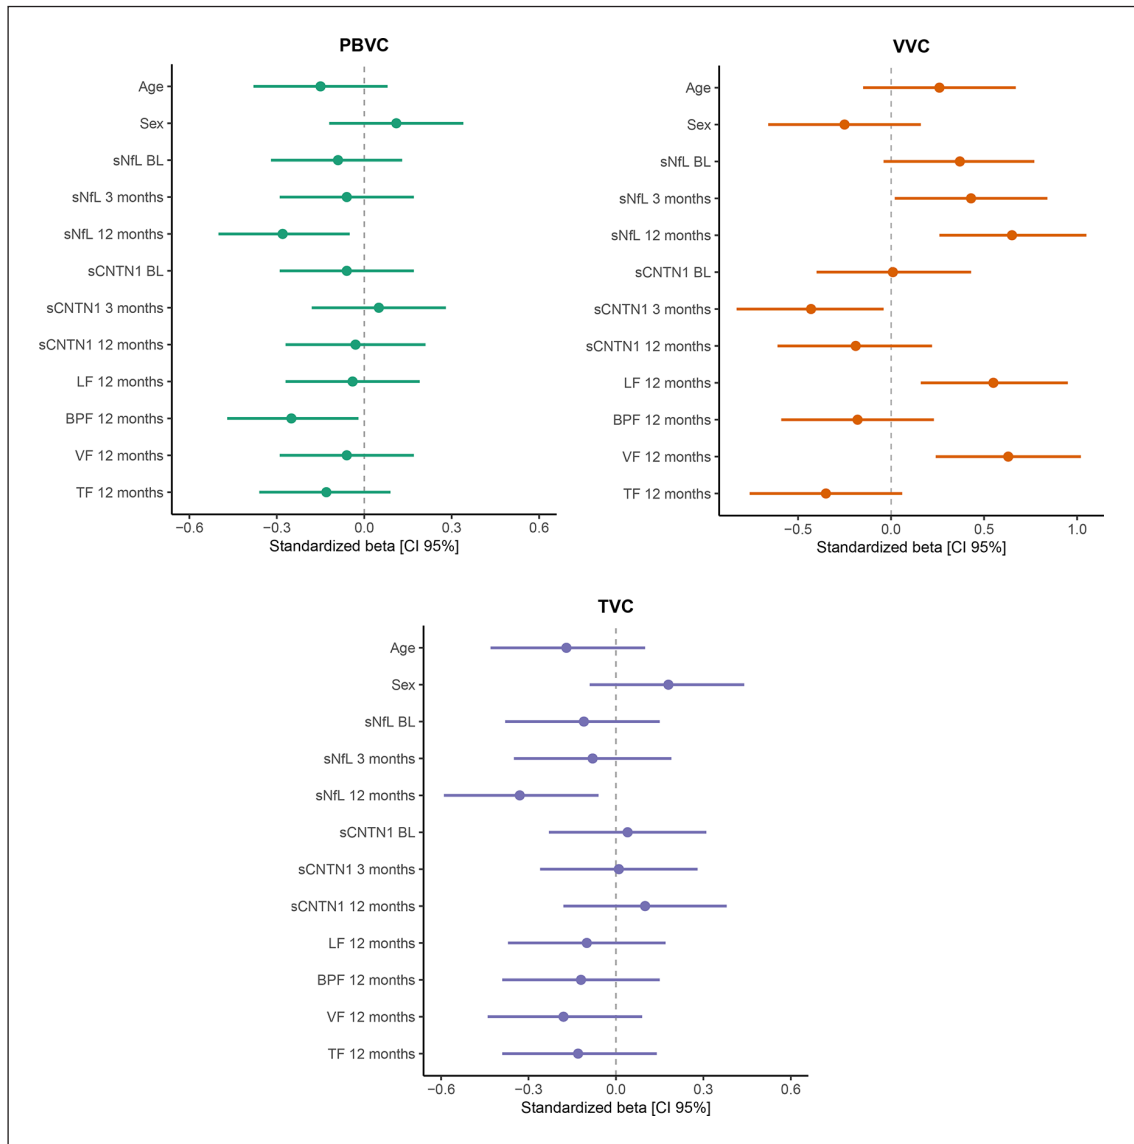 PBVC
Age
Sex
sNfL BL
sNfL 3 months
sNfL 12 months
sCNTN1 BL
sCNTN1 3 months
sCNTN1 12 months
LF 12 months
BPF 12 months
VF 12 months
TF 12 months
−0.6 −0.3 0.0 0.3 0.6
Standardized beta [CI 95%]
VVC
Age
Sex
sNfL BL
sNfL 3 months
sNfL 12 months
sCNTN1 BL
sCNTN1 3 months
sCNTN1 12 months
LF 12 months
BPF 12 months
VF 12 months
TF 12 months
−0.5 0.0 0.5 1.0
Standardized beta [CI 95%]
TVC
Age
Sex
sNfL BL
sNfL 3 months
sNfL 12 months
sCNTN1 BL
sCNTN1 3 months
sCNTN1 12 months
LF 12 months
BPF 12 months
VF 12 months
TF 12 months
−0.6 −0.3 0.0 0.3 0.6
Standardized beta [CI 95%]